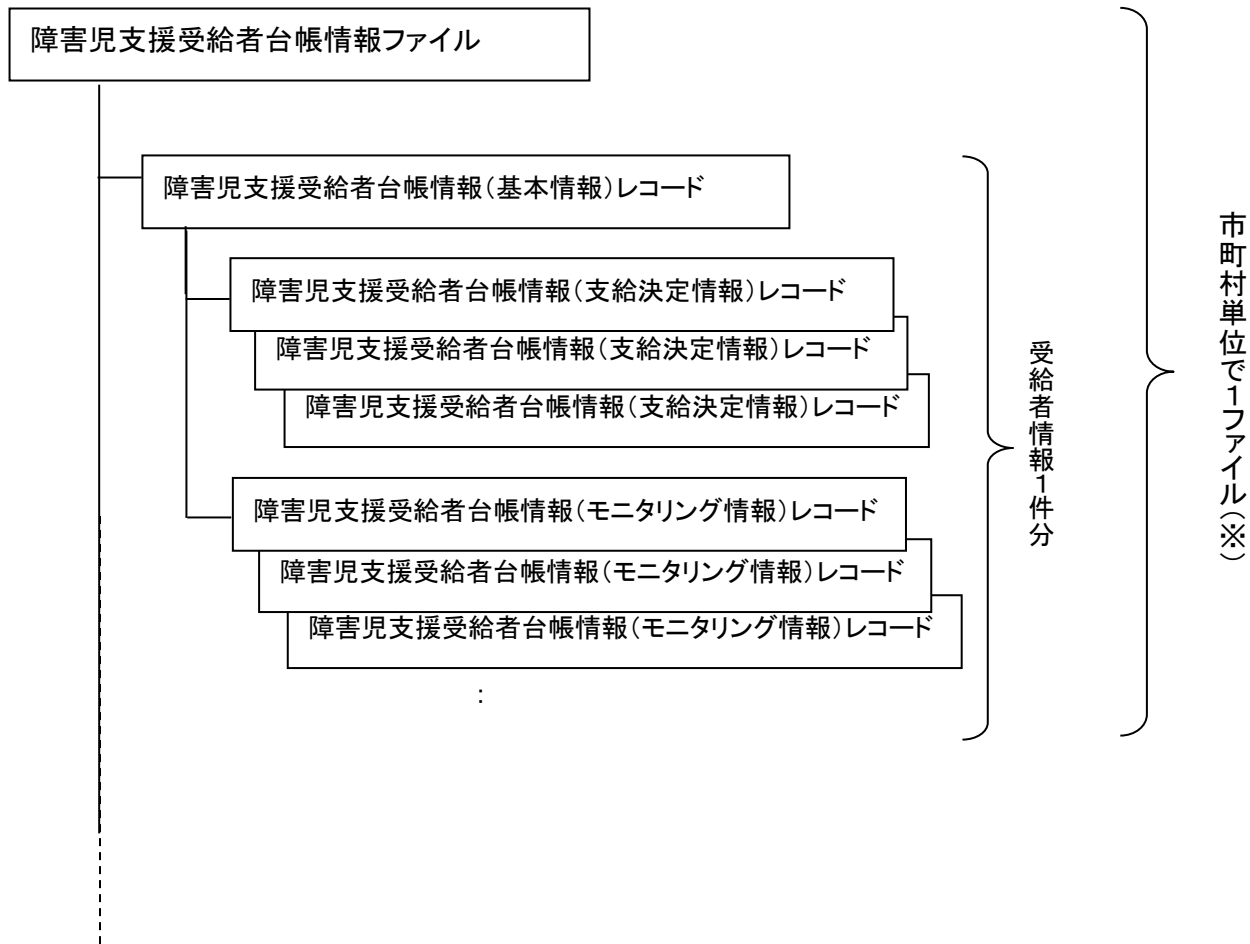 障害児支援受給者台帳情報ファイル
障害児支援受給者台帳情報(基本情報)レコード
障害児支援受給者台帳情報(支給決定情報)レコード
障害児支援受給者台帳情報(支給決定情報)レコード
障害児支援受給者台帳情報(支給決定情報)レコード
障害児支援受給者台帳情報(モニタリング情報)レコード
障害児支援受給者台帳情報(モニタリング情報)レコード
障害児支援受給者台帳情報(モニタリング情報)レコード
:
受給者情報1件分
市町村単位で1ファイル(※)